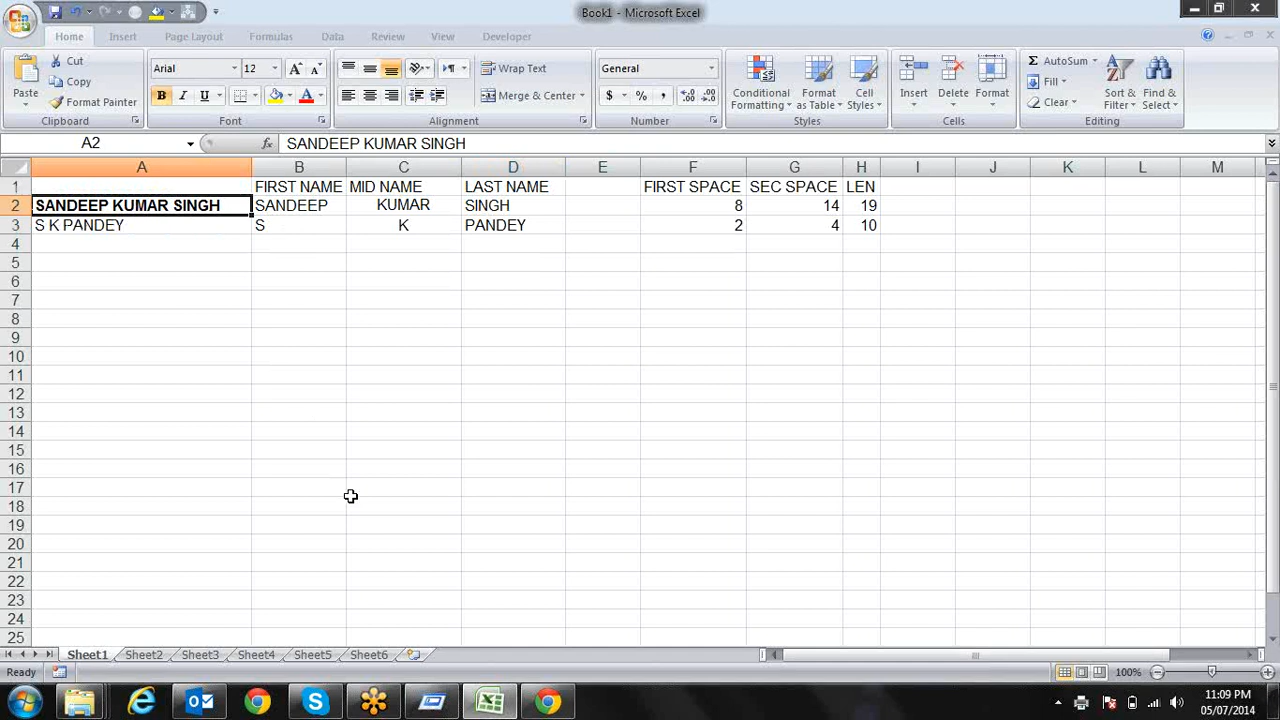 Book1 - Microsoft Excel
Home Insert Page Layout Formulas Data Review View Developer
Paste
Cut
Copy
Format Painter
Clipboard
Arial 12
B I U
Font
Wrap Text
Merge & Center
Alignment
General
$ % ,
Number
Conditional Formatting
Format as Table
Cell Styles
Styles
Insert
Delete
Format
Cells
AutoSum
Fill
Clear
Sort & Filter
Find & Select
Editing
A2 fx SANDEEP KUMAR SINGH
A B C D E F G H I J K L M
1 FIRST NAME MID NAME LAST NAME FIRST SPACE SEC SPACE LEN
2 SANDEEP KUMAR SINGH SANDEEP KUMAR SINGH 8 14 19
3 S K PANDEY S K PANDEY 2 4 10
4
5
6
7
8
9
10
11
12
13
14
15
16
17
18
19
20
21
22
23
24
25
Sheet1 Sheet2 Sheet3 Sheet4 Sheet5 Sheet6
Ready 100%
11:09 PM
05/07/2014